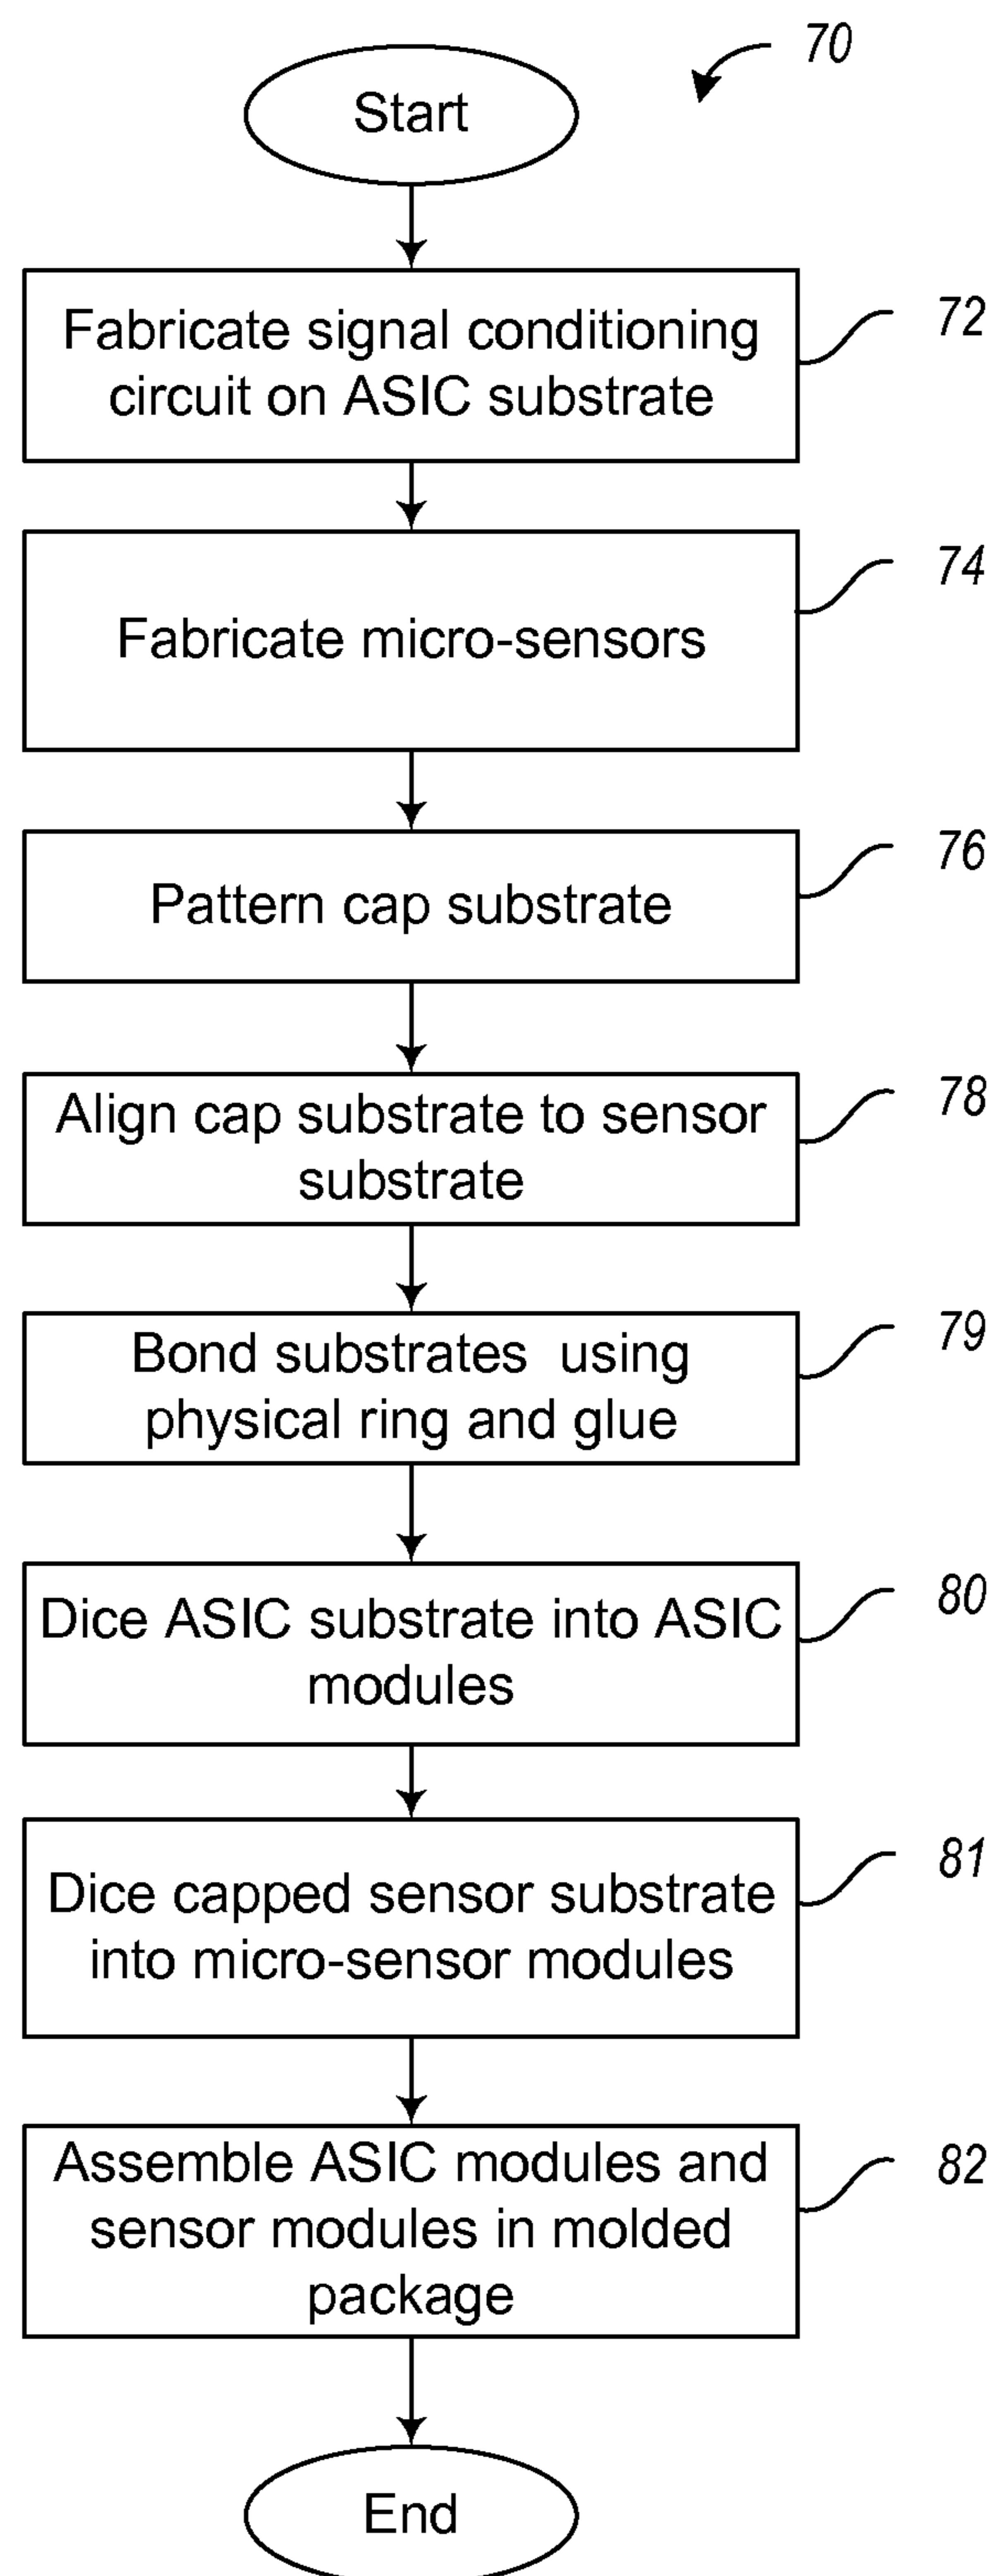 70
Start
Fabricate signal conditioning
circuit on ASIC substrate
72
Fabricate micro-sensors
74
Pattern cap substrate
76
Align cap substrate to sensor
substrate
78
Bond substrates using
physical ring and glue
79
Dice ASIC substrate into ASIC
modules
80
Dice capped sensor substrate
into micro-sensor modules
81
Assemble ASIC modules and
sensor modules in molded
package
82
End